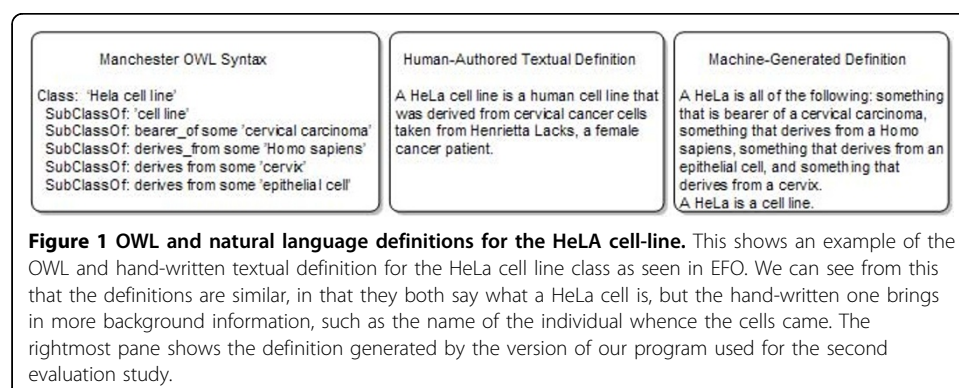 Manchester OWL Syntax
Class: 'Hela cell line'
SubClassOf: 'cell line'
SubClassOf: bearer_of some 'cervical carcinoma'
SubClassOf: derives_from some 'Homo sapiens'
SubClassOf: derives from some 'cervix'
SubClassOf: derives from some 'epithelial cell'
Human-Authored Textual Definition
A HeLa cell line is a human cell line that
was derived from cervical cancer cells
taken from Henrietta Lacks, a female
cancer patient.
Machine-Generated Definition
A HeLa is all of the following: something
that is bearer of a cervical carcinoma,
something that derives from a Homo
sapiens, something that derives from an
epithelial cell, and something that
derives from a cervix.
A HeLa is a cell line.
Figure 1 OWL and natural language definitions for the HeLA cell-line. This shows an example of the
OWL and hand-written textual definition for the HeLa cell line class as seen in EFO. We can see from this
that the definitions are similar, in that they both say what a HeLa cell is, but the hand-written one brings
in more background information, such as the name of the individual whence the cells came. The
rightmost pane shows the definition generated by the version of our program used for the second
evaluation study.